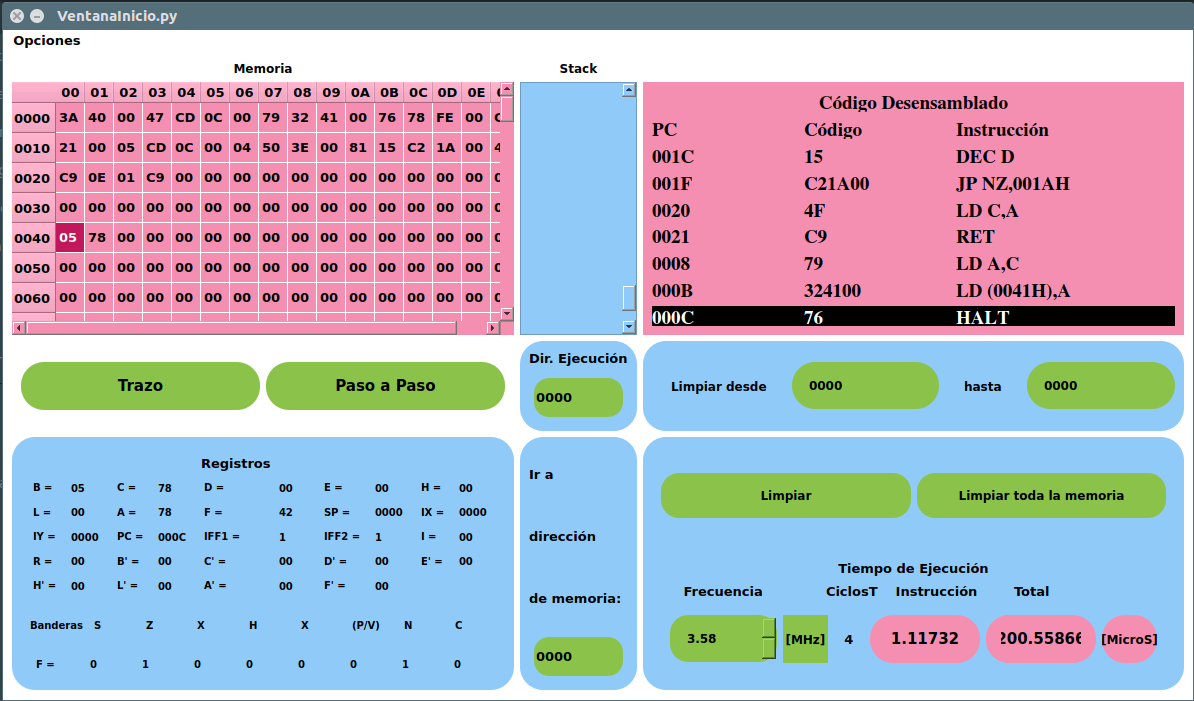 VentanaInicio.py
Opciones
Memoria
00 01 02 03 04 05 06 07 08 09 0A 0B 0C 0D 0E
0000 3A 40 00 47 CD 0C 00 79 32 41 00 76 78 FE 00
0010 21 00 05 CD 0C 00 04 50 3E 00 81 15 C2 1A 00
0020 C9 0E 01 C9 00 00 00 00 00 00 00 00 00 00 00
0030 00 00 00 00 00 00 00 00 00 00 00 00 00 00 00
0040 05 78 00 00 00 00 00 00 00 00 00 00 00 00 00
0050 00 00 00 00 00 00 00 00 00 00 00 00 00 00 00
0060 00 00 00 00 00 00 00 00 00 00 00 00 00 00 00
Stack
Código Desensamblado
PC Código Instrucción
001C 15 DEC D
001F C21A00 JP NZ,001AH
0020 4F LD C,A
0021 C9 RET
0008 79 LD A,C
000B 324100 LD (0041H),A
000C 76 HALT
Trazo
Paso a Paso
Dir. Ejecución
0000
Limpiar desde 0000 hasta 0000
Registros
B = 05 C = 78 D = 00 E = 00 H = 00
L = 00 A = 78 F = 42 SP = 0000 IX = 0000
IY = 0000 PC = 000C IFF1 = 1 IFF2 = 1 I = 00
R = 00 B' = 00 C' = 00 D' = 00 E' = 00
H' = 00 L' = 00 A' = 00 F' = 00
Banderas S Z X H X (P/V) N C
F = 0 1 0 0 0 0 1 0
Ir a
dirección
de memoria:
0000
Limpiar
Limpiar toda la memoria
Tiempo de Ejecución
Frecuencia CiclosT Instrucción Total
3.58 [MHz] 4 1.11732 200.55866 [MicroS]